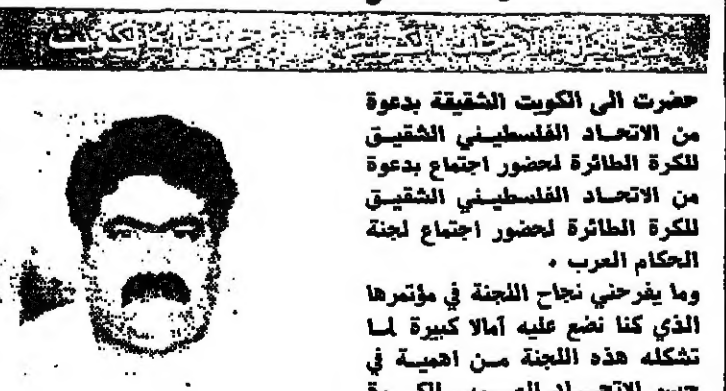 حضرت الى الكويت الشقيقة بدعوة
من الاتحاد الفلسطيني الشقيق
للكرة الطائرة لحضور اجتماع بدعوة
من الاتحاد الفلسطيني الشقيق
للكرة الطائرة لحضور اجتماع لجنة
الحكام العرب .
وما يفرحني نجاح اللجنة في مؤتمرها
الذي كنا نضع عليه آمالا كبيرة لما
تشكله هذه اللجنة من اهمية في